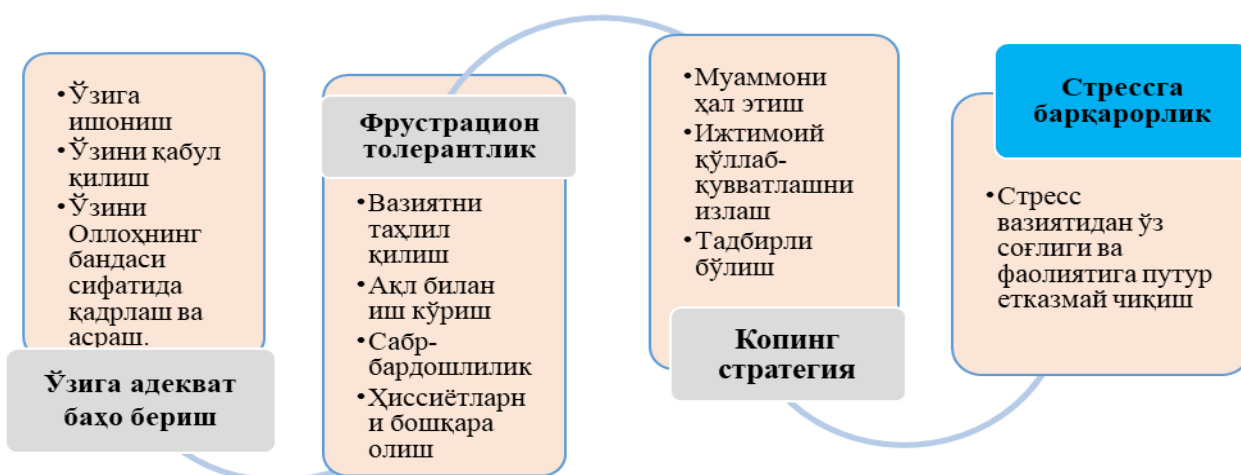 •Ўзига
ишониш
•Ўзини қабул
қилиш
•Ўзини
Оллоҳнинг
бандаси
сифатида
қадрлаш ва
асраш.
Ўзига адекват
баҳо бериш
Фрустрацион
толерантлик
•Вазиятни
таҳлил
қилиш
•Ақл билан
иш кўриш
•Сабр-
бардошлилик
•Ҳиссиётларн
и бошқара
олиш
•Муаммони
ҳал этиш
•Ижтимоий
қўллаб-
қувватлашни
излаш
•Тадбирли
бўлиш
Копинг
стратегия
Стрессга
барқарорлик
•Стресс
вазиятидан ўз
соғлиги ва
фаолиятига путур
етказмай чиқиш